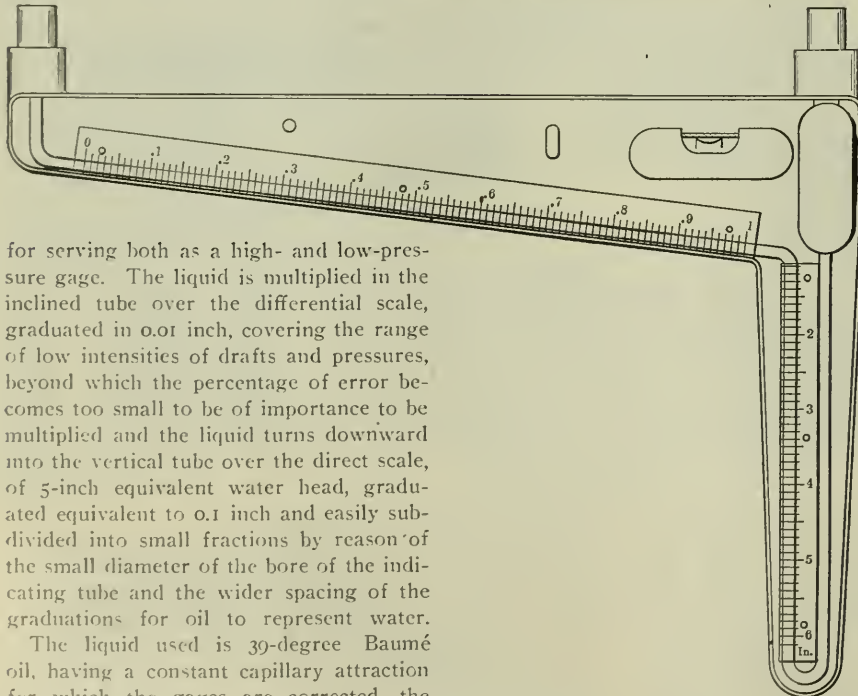 0 .1 .2 .3 .4 .5 .6 .7 .8 .9 1
2
3
4
5
6
In.
for serving both as a high- and low-pres-
sure gage. The liquid is multiplied in the
inclined tube over the differential scale,
graduated in 0.01 inch, covering the range
of low intensities of drafts and pressures,
beyond which the percentage of error be-
comes too small to be of importance to be
multiplied and the liquid turns downward
into the vertical tube over the direct scale,
of 5-inch equivalent water head, gradu-
ated equivalent to 0.1 inch and easily sub-
divided into small fractions by reason of
the small diameter of the bore of the indi-
cating tube and the wider spacing of the
graduations for oil to represent water.
The liquid used is 39-degree Baumé
oil, having a constant capillary attraction
for which the gages are corrected, the